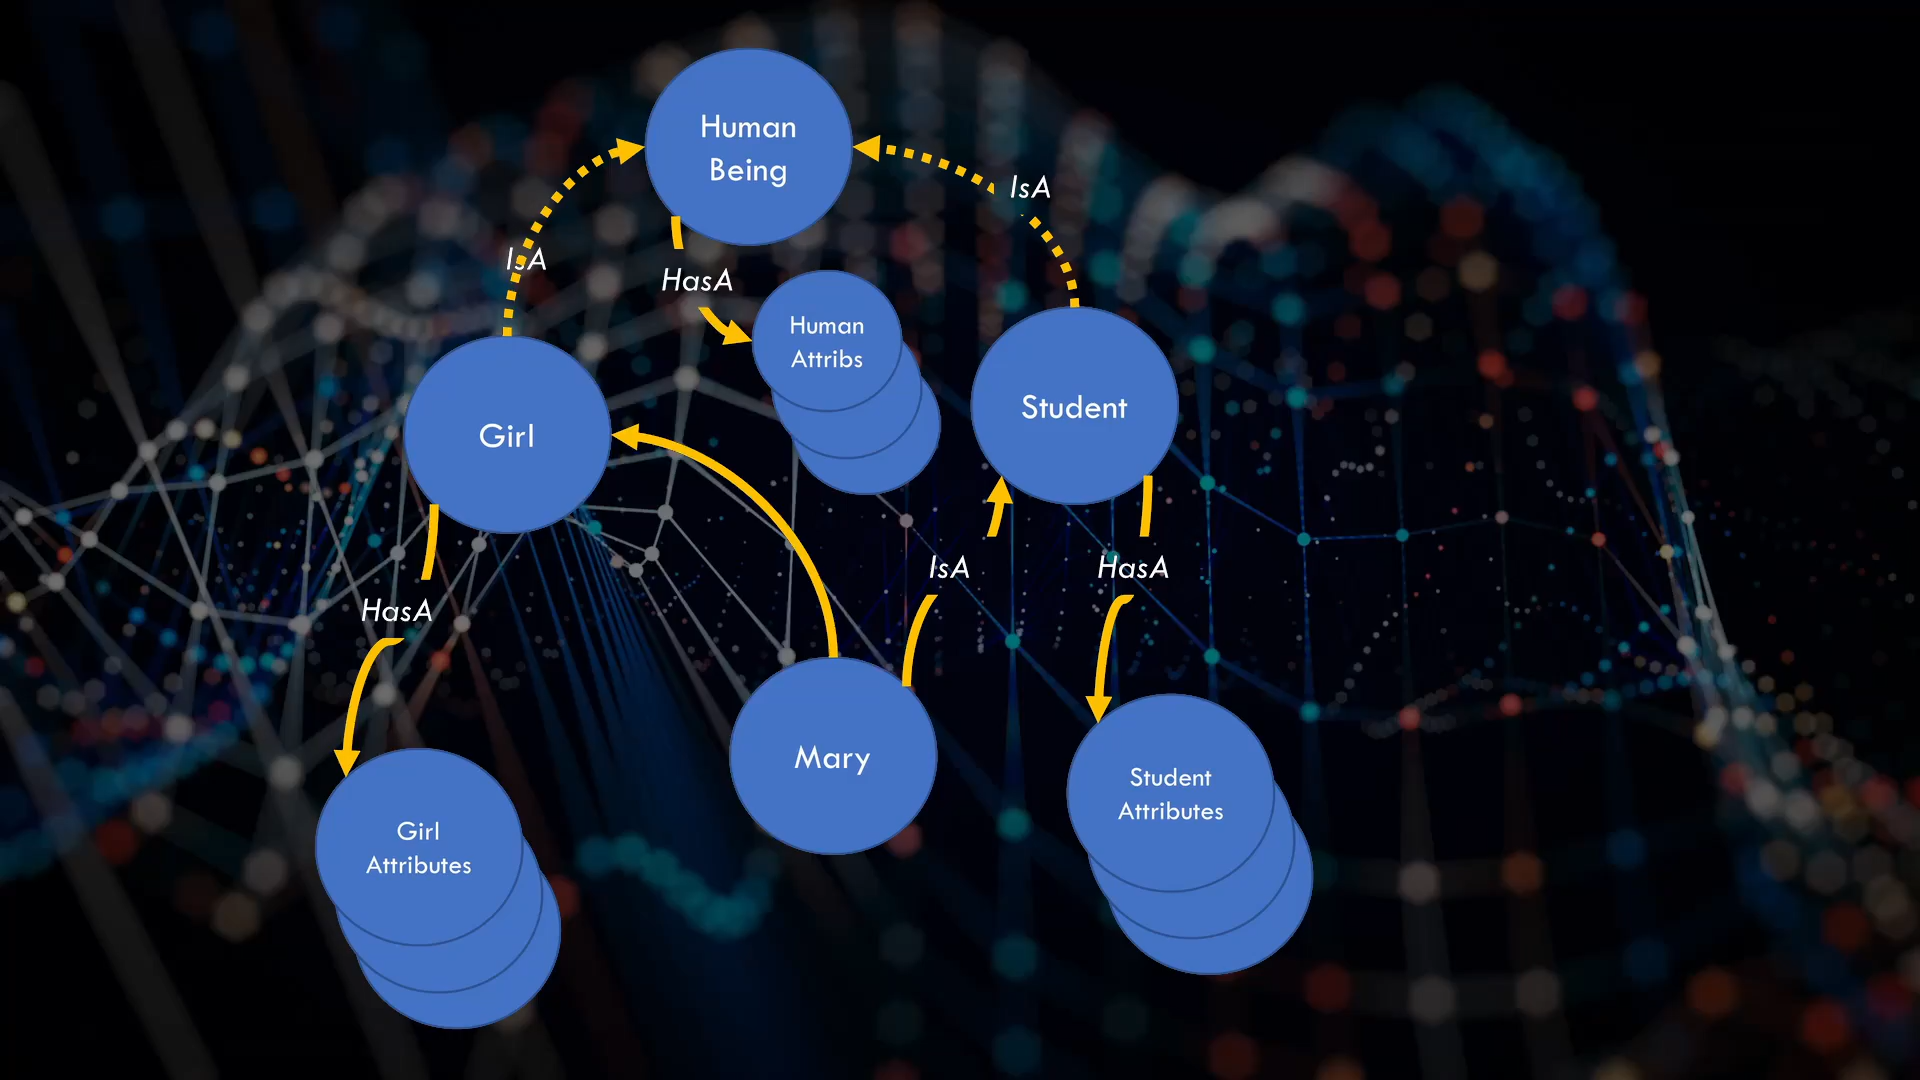 Human
Being
IsA
IsA
HasA
Human
Attribs
Girl
Student
HasA
IsA
HasA
Mary
Girl
Attributes
Student
Attributes